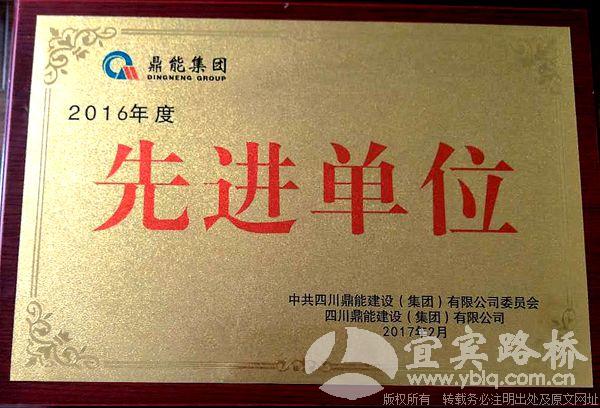 鼎能集团
DINGNENG GROUP
2016年度
先进单位
中共四川鼎能建设（集团）有限公司委员会
四川鼎能建设（集团）有限公司
2017年2月
宜宾路桥
www.yblq.com.cn
版权所有 转载务必注明出处及原文网址